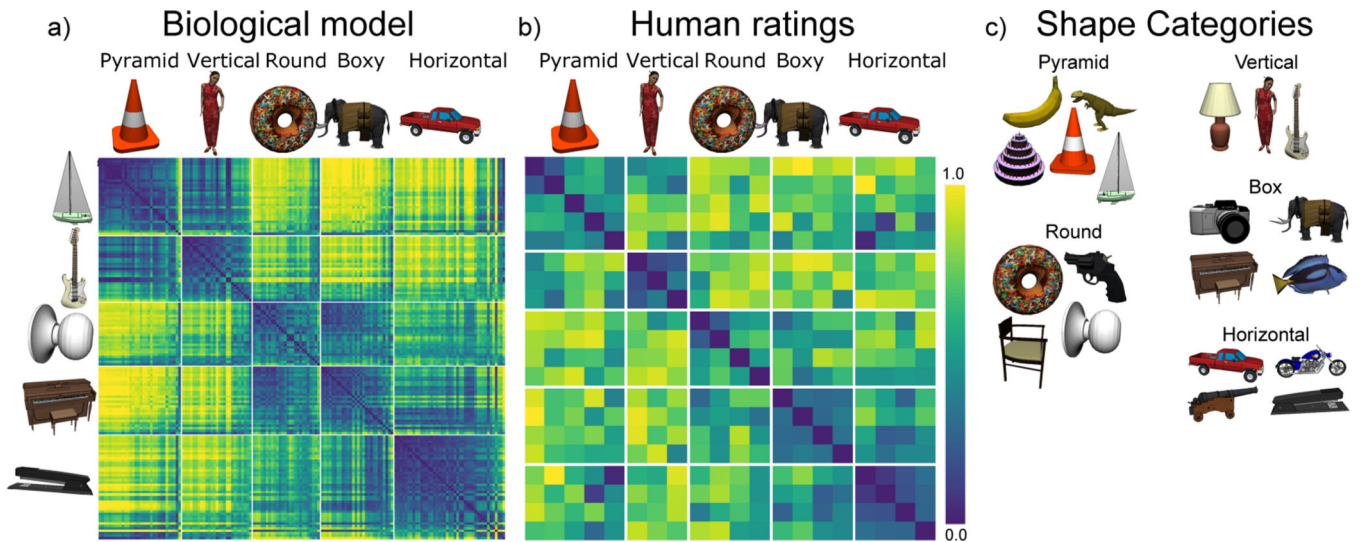 a) Biological model
Pyramid Vertical Round Boxy Horizontal
b) Human ratings
Pyramid Vertical Round Boxy Horizontal
1.0
0.0
c) Shape Categories
Pyramid
Vertical
Box
Round
Horizontal